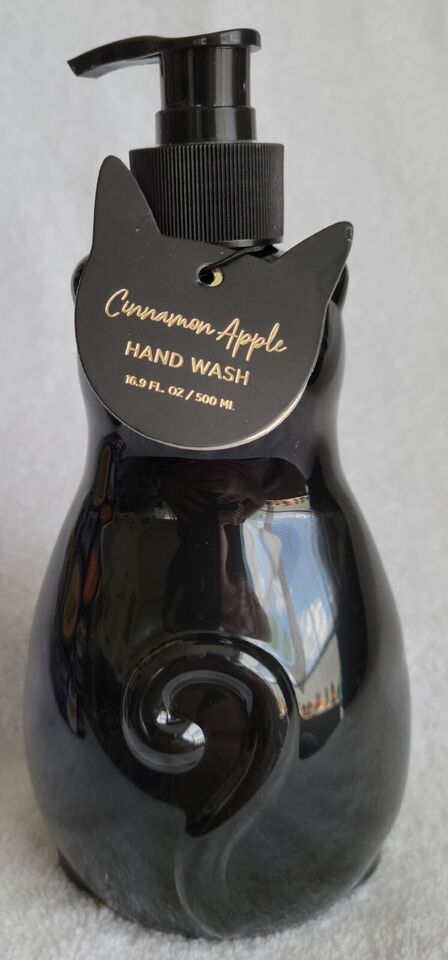 Cinnamon Apple
HAND WASH
16.9 FL. OZ / 500 ML